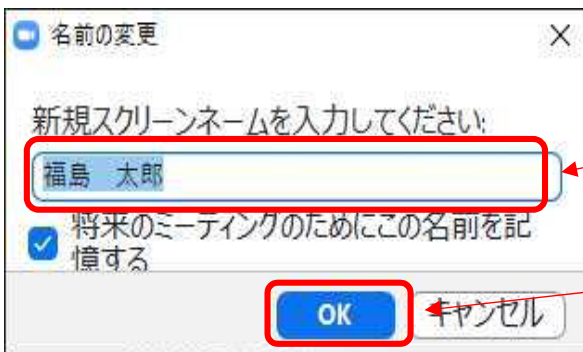 名前の変更
新規スクリーンネームを入力してください:
福島　太郎
将来のミーティングのためにこの名前を記
憶する
OK キャンセル